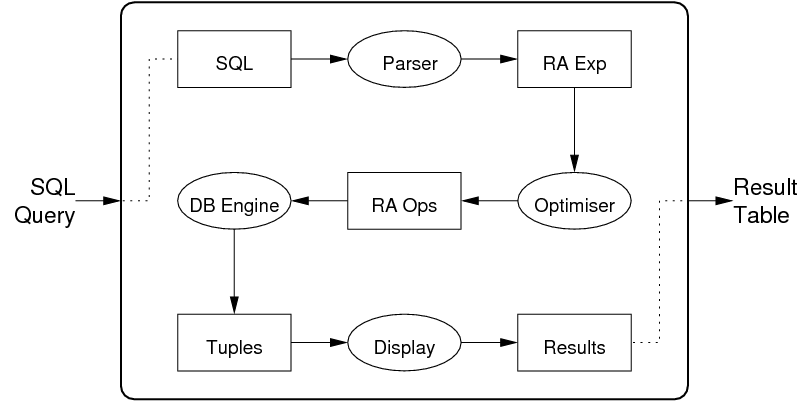 SQL
Parser
RA Exp
SQL
Query
DB Engine
RA Ops
Optimiser
Result
Table
Tuples
Display
Results